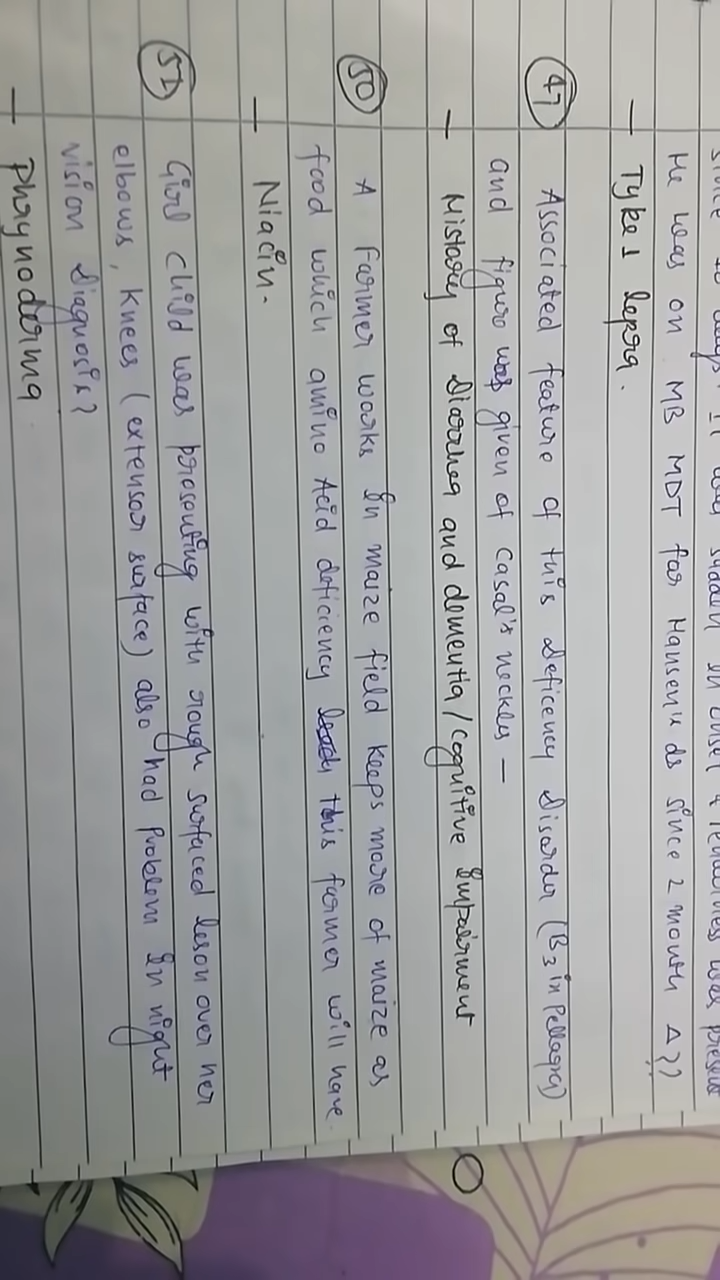 He was on MB MDT for Hansen's ds since 2 month Δ??
– Type 1 lepra.
47 Associated feature of this deficency Disorder (B3 in Pellagra)
and figure was given of Casal's neckles –
– History of Diarrhea and dementia/cognitive Impairment
50 A farmer works In maize field keeps more of maize as
food which amino Acid deficiency this farmer will have.
– Niacin.
51 Girl child was presenting with rough surfaced leson over her
elbows, knees (extensor surface) also had problem In night
vision Diagnosis?
– Phrynoderma